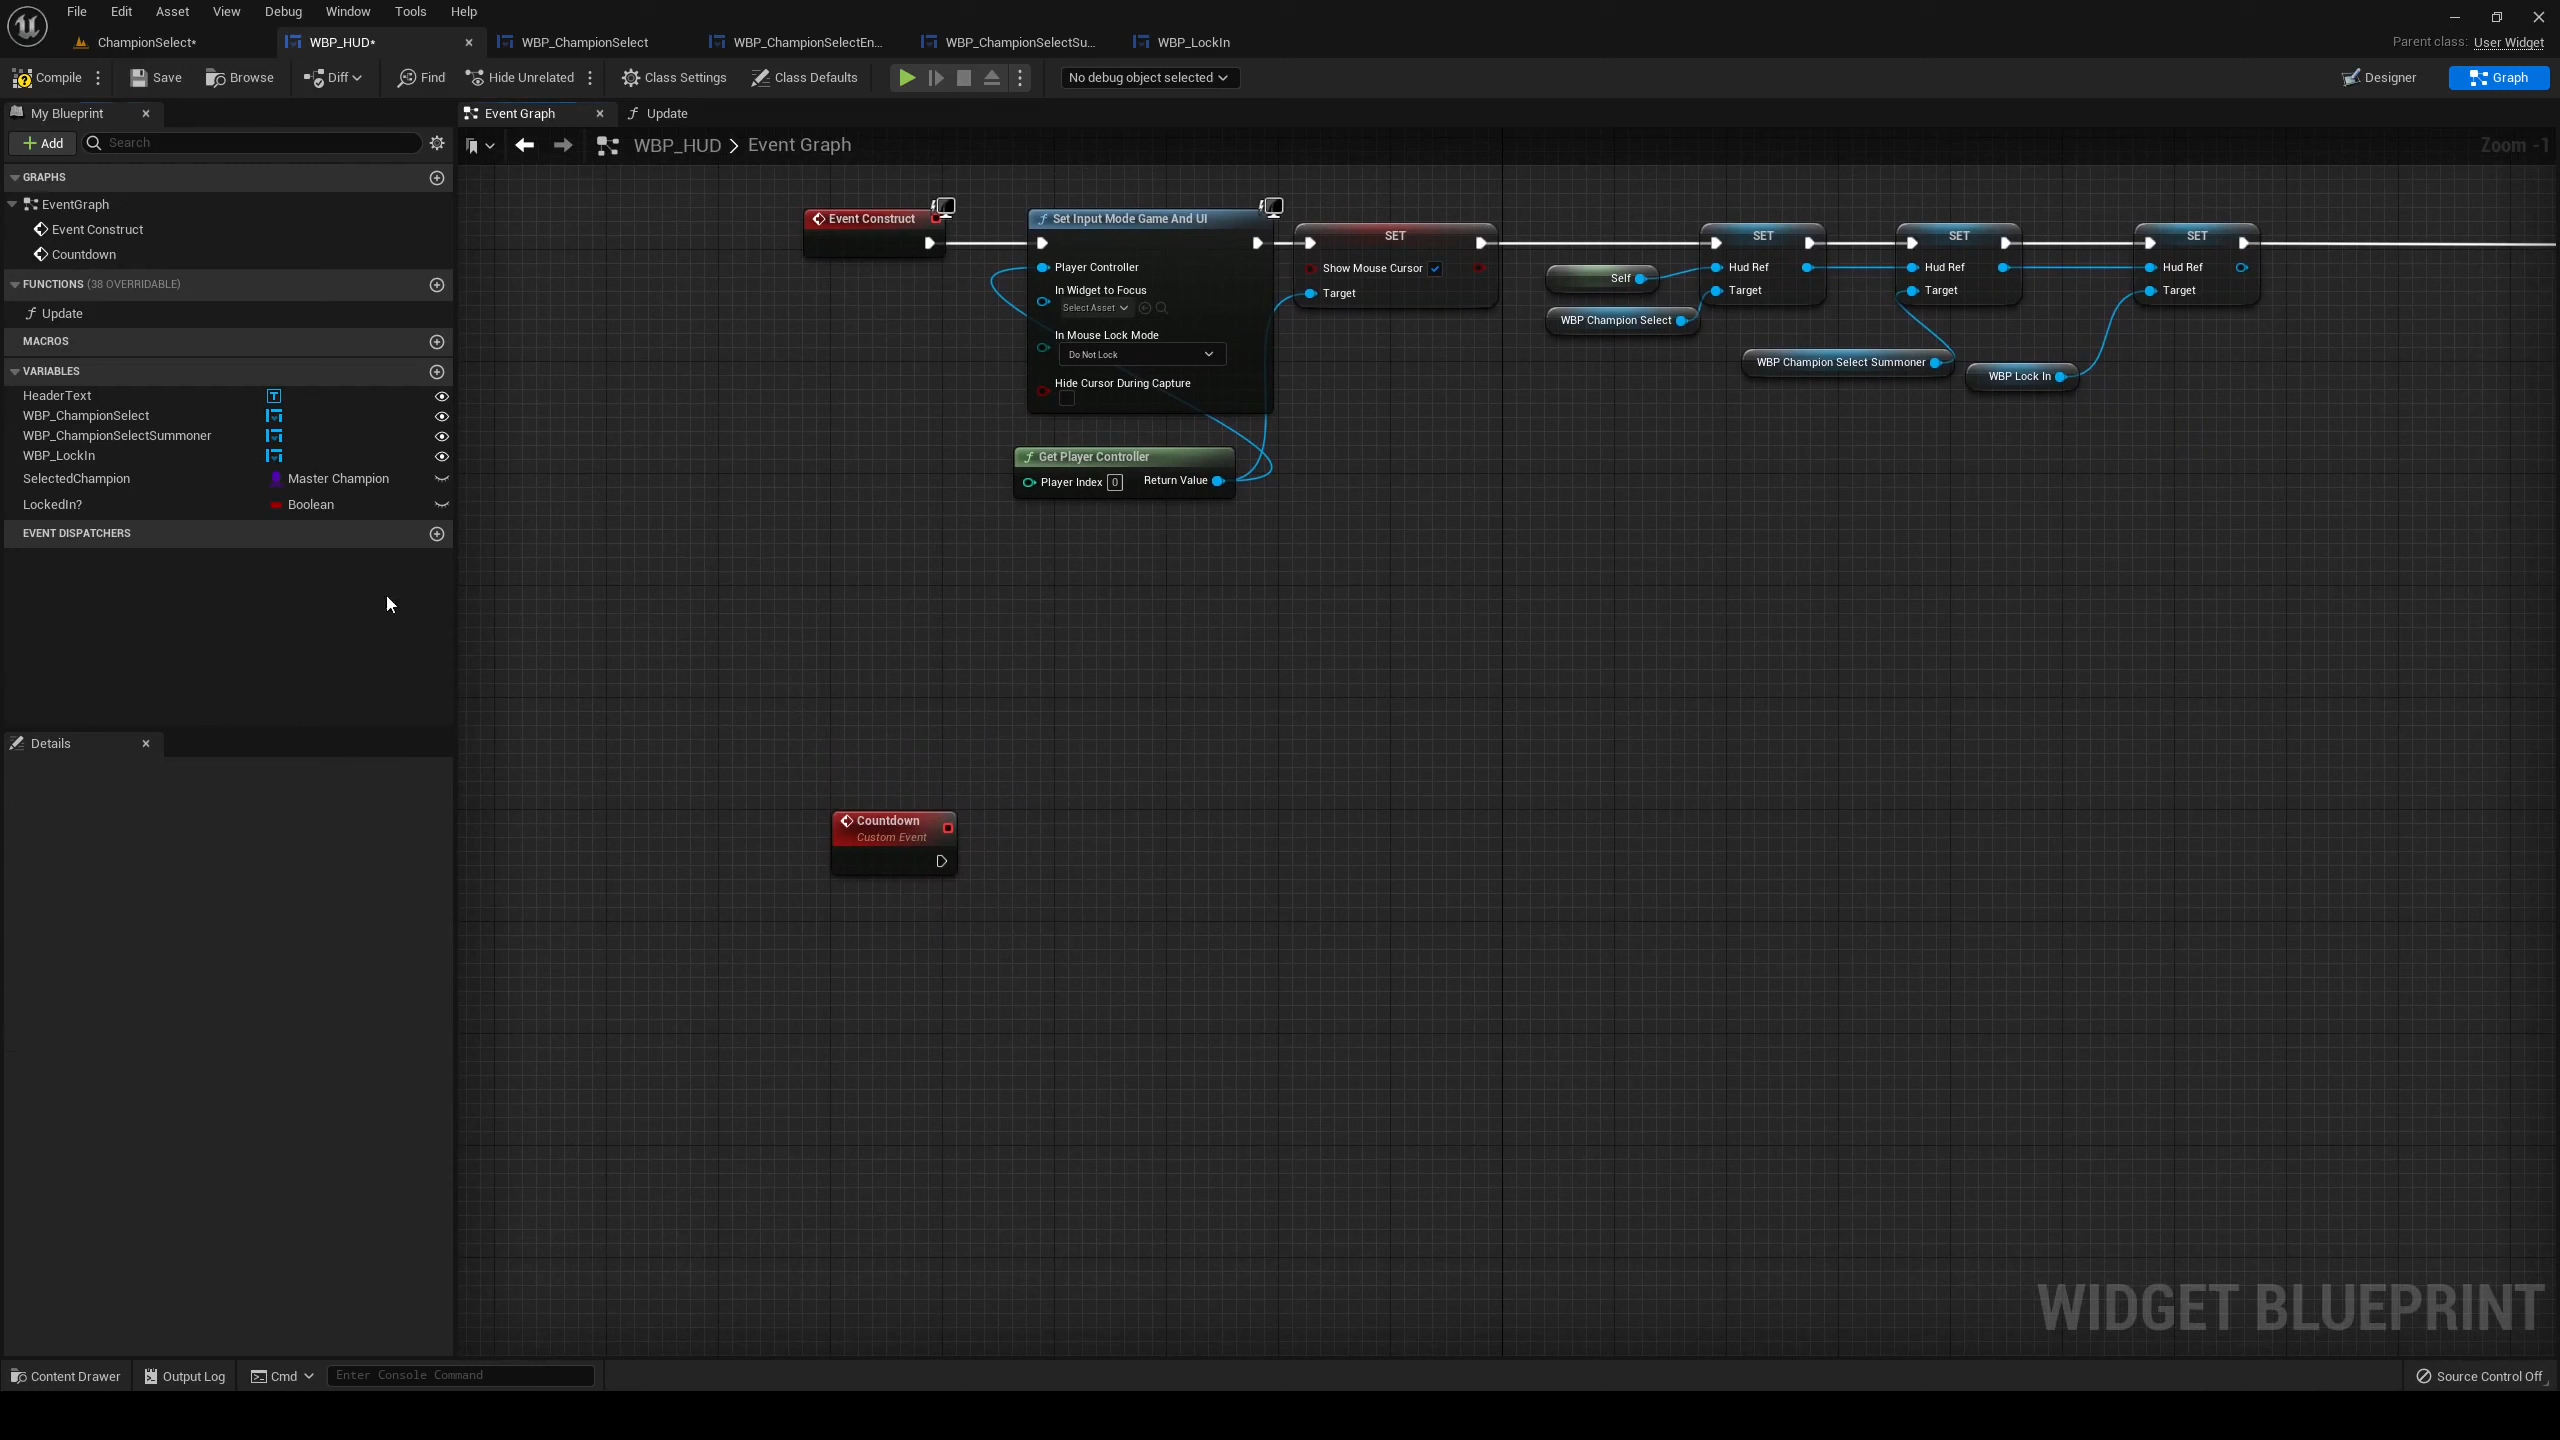 File Edit View Asset View Debug Window Tools Help
ChampionSelect* WBP_HUD* WBP_ChampionSelect WBP_ChampionSelectEn... WBP_ChampionSelectSu... WBP_LockIn
Parent class: User Widget
Compile Save Browse Diff Find Hide Unrelated Class Settings Class Defaults No debug object selected Designer Graph
My Blueprint Event Graph Update
Add Search
WBP_HUD > Event Graph Zoom -1
GRAPHS
EventGraph
Event Construct
Countdown
FUNCTIONS (38 OVERRIDABLE)
Update
MACROS
VARIABLES
HeaderText
WBP_ChampionSelect
WBP_ChampionSelectSummoner
WBP_LockIn
SelectedChampion Master Champion
LockedIn? Boolean
EVENT DISPATCHERS
Details
Event Construct
Set Input Mode Game And UI
Player Controller
In Widget to Focus
Select Asset
In Mouse Lock Mode
Do Not Lock
Hide Cursor During Capture
Get Player Controller
Player Index 0 Return Value
SET
Show Mouse Cursor
Target
Self
WBP Champion Select
SET
Hud Ref
Target
WBP Champion Select Summoner
SET
Hud Ref
Target
WBP Lock In
SET
Hud Ref
Target
Countdown
Custom Event
WIDGET BLUEPRINT
Content Drawer Output Log Cmd Enter Console Command Source Control Off